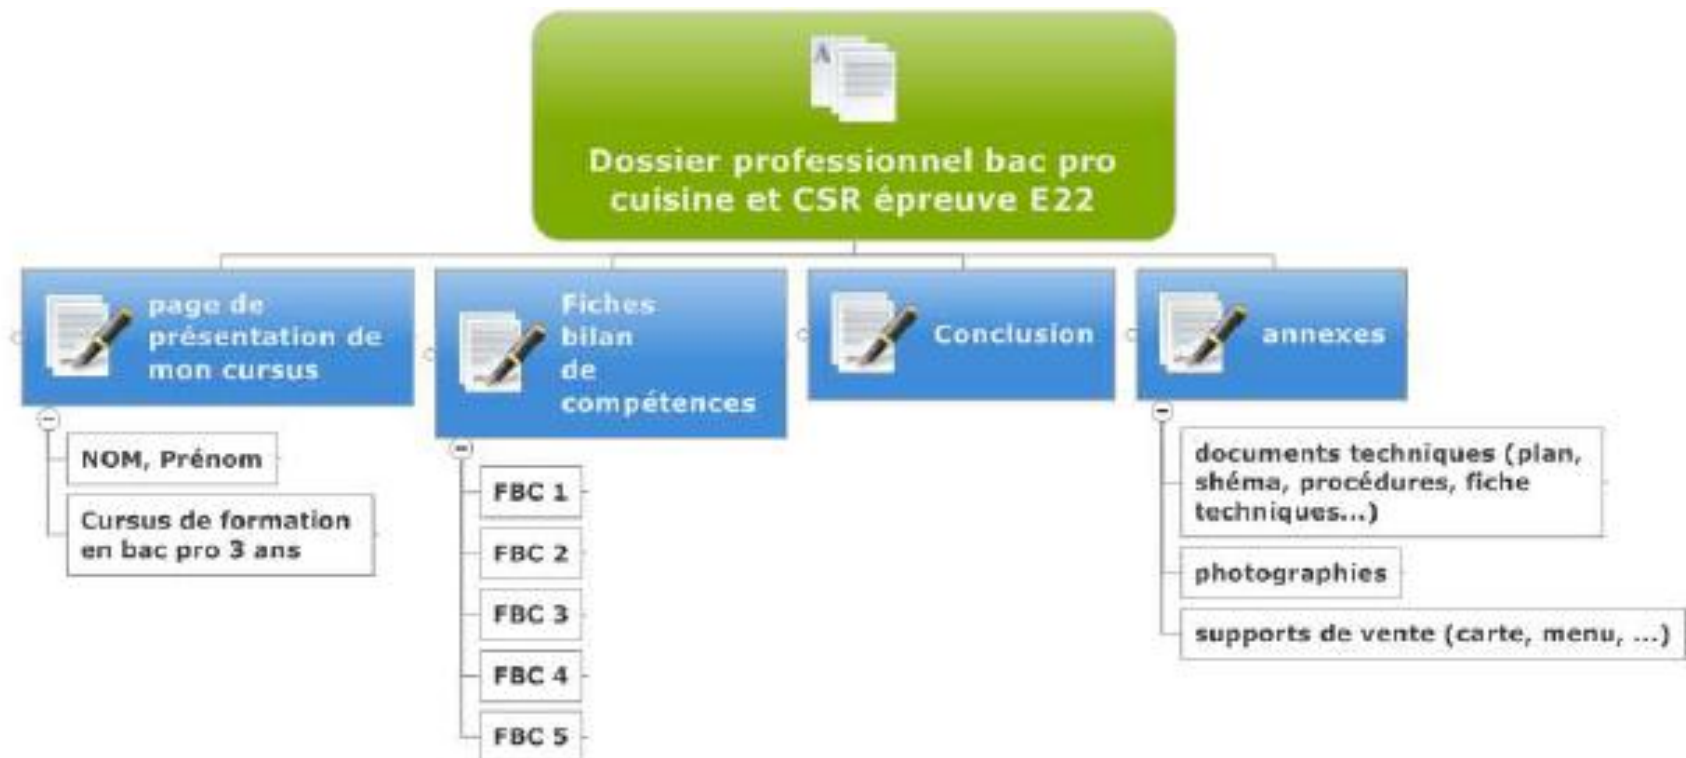 Dossier professionnel bac pro
cuisine et CSR épreuve E22
page de
présentation de
mon cursus
NOM, Prénom
Cursus de formation
en bac pro 3 ans
Fiches
bilan
de
compétences
FBC 1
FBC 2
FBC 3
FBC 4
FBC 5
Conclusion
annexes
documents techniques (plan,
shéma, procédures, fiche
techniques...)
photographies
supports de vente (carte, menu, ...)